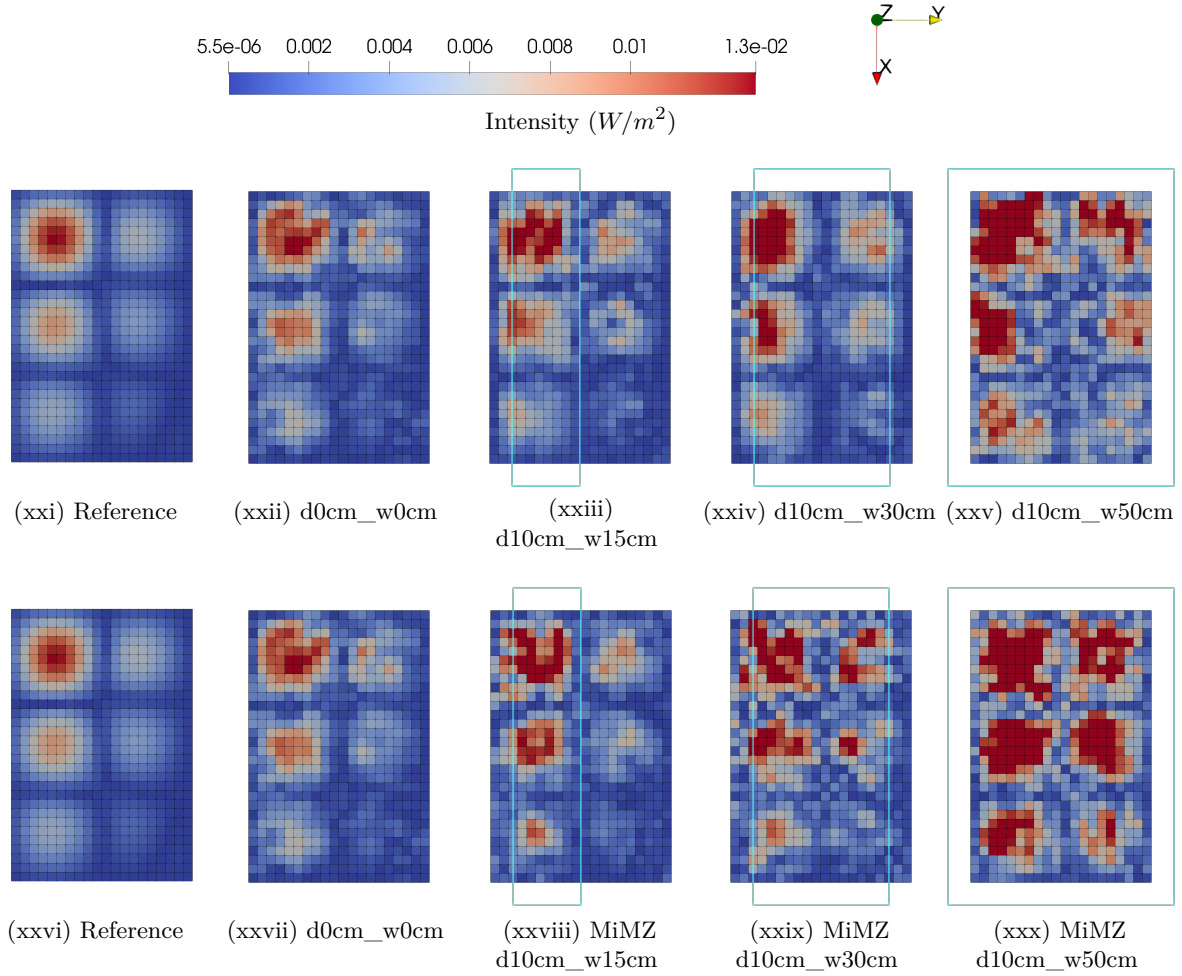 5.5e-06 0.002 0.004 0.006 0.008 0.01 1.3e-02
Intensity (W/m²)
Z Y
X
(xxi) Reference
(xxii) d0cm_w0cm
(xxiii)
d10cm_w15cm
(xxiv) d10cm_w30cm
(xxv) d10cm_w50cm
(xxvi) Reference
(xxvii) d0cm_w0cm
(xxviii) MiMZ
d10cm_w15cm
(xxix) MiMZ
d10cm_w30cm
(xxx) MiMZ
d10cm_w50cm